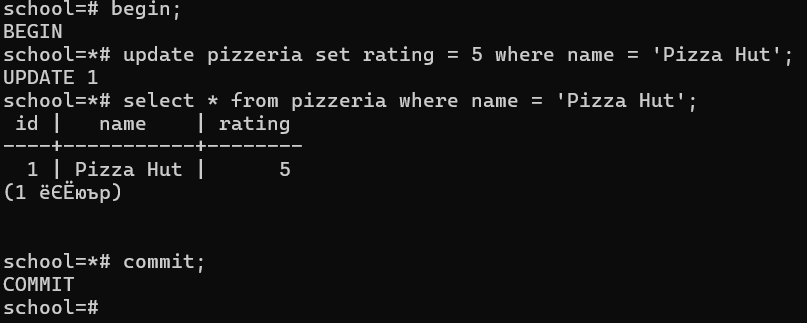 school=# begin;
BEGIN
school=*# update pizzeria set rating = 5 where name = 'Pizza Hut';
UPDATE 1
school=*# select * from pizzeria where name = 'Pizza Hut';
 id |   name    | rating
----+-----------+--------
  1 | Pizza Hut |      5
(1 ёЄЁюър)
school=*# commit;
COMMIT
school=#